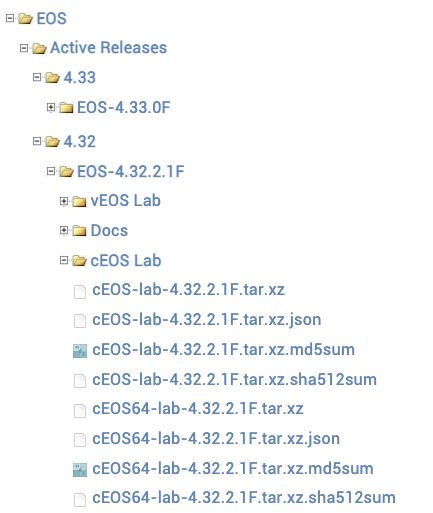 EOS
Active Releases
4.33
EOS-4.33.0F
4.32
EOS-4.32.2.1F
vEOS Lab
Docs
cEOS Lab
cEOS-lab-4.32.2.1F.tar.xz
cEOS-lab-4.32.2.1F.tar.xz.json
cEOS-lab-4.32.2.1F.tar.xz.md5sum
cEOS-lab-4.32.2.1F.tar.xz.sha512sum
cEOS64-lab-4.32.2.1F.tar.xz
cEOS64-lab-4.32.2.1F.tar.xz.json
cEOS64-lab-4.32.2.1F.tar.xz.md5sum
cEOS64-lab-4.32.2.1F.tar.xz.sha512sum